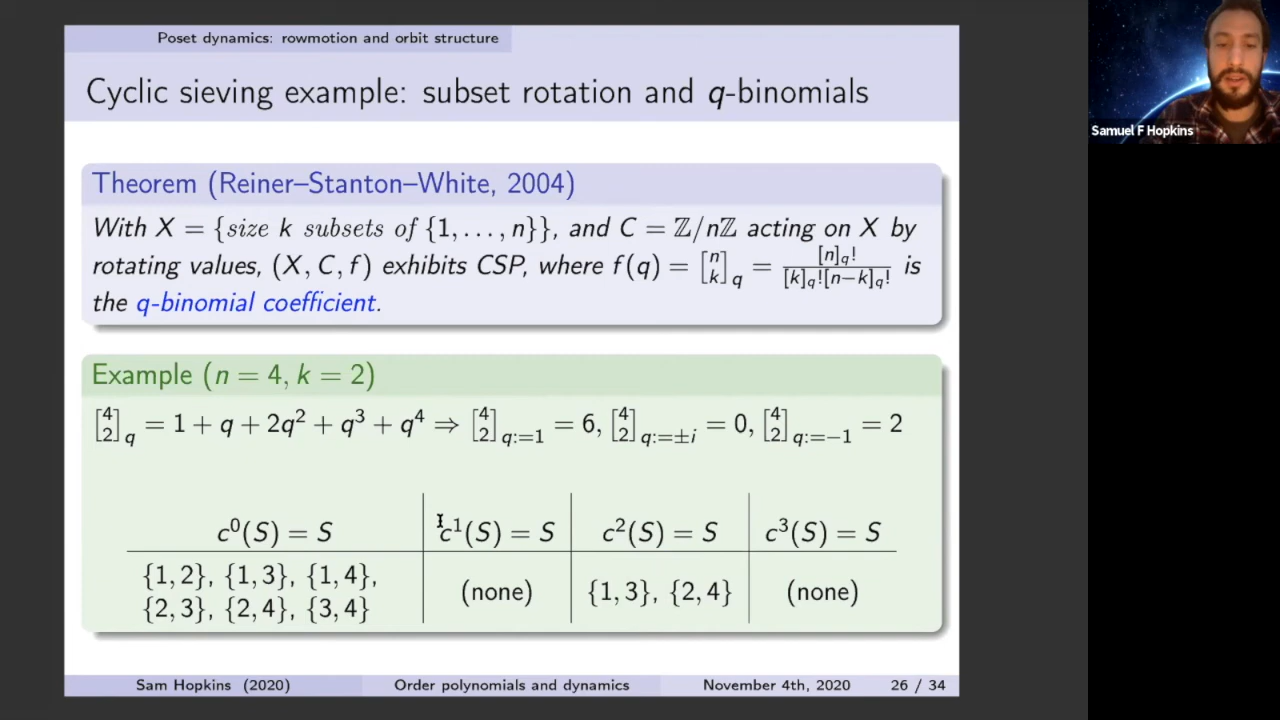 Poset dynamics: rowmotion and orbit structure
Cyclic sieving example: subset rotation and q-binomials
Samuel F Hopkins
Theorem (Reiner–Stanton–White, 2004)
With X = {size k subsets of {1, . . . , n}}, and C = ℤ/nℤ acting on X by
rotating values, (X, C, f) exhibits CSP, where f(q) = [n k]_q = [n]_q! / [k]_q![n−k]_q! is
the q-binomial coefficient.
Example (n = 4, k = 2)
[4 2]_q = 1 + q + 2q² + q³ + q⁴ ⇒ [4 2]_q:=1 = 6, [4 2]_q:=±i = 0, [4 2]_q:=−1 = 2
c⁰(S) = S c¹(S) = S c²(S) = S c³(S) = S
{1, 2}, {1, 3}, {1, 4},
{2, 3}, {2, 4}, {3, 4}
(none) {1, 3}, {2, 4} (none)
Sam Hopkins (2020) Order polynomials and dynamics November 4th, 2020 26 / 34